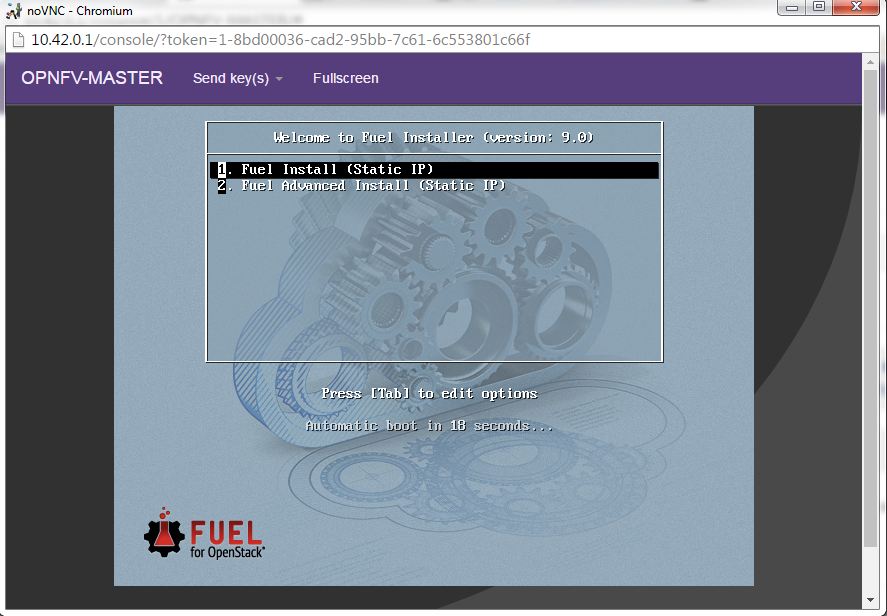 noVNC - Chromium
10.42.0.1/console/?token=1-8bd00036-cad2-95bb-7c61-6c553801c66f
OPNFV-MASTER Send key(s) Fullscreen
Welcome to Fuel Installer (version: 9.0)
1. Fuel Install (Static IP)
2. Fuel Advanced Install (Static IP)
Press [Tab] to edit options
Automatic boot in 18 seconds...
FUEL
for OpenStack